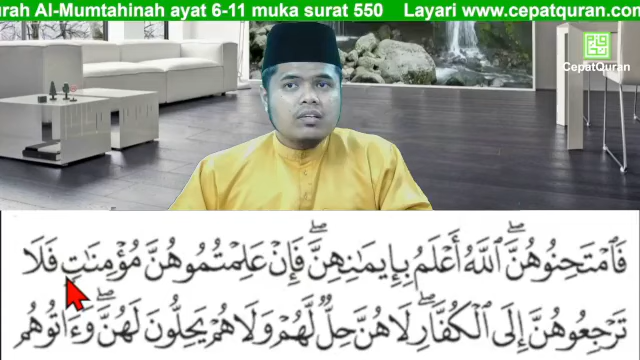 urah Al-Mumtahinah ayat 6-11 muka surat 550 Layari www.cepatquran.com
CepatQuran
فَٱمْتَحِنُوهُنَّۖ ٱللَّهُ أَعْلَمُ بِإِيمَٰنِهِنَّۖ فَإِنْ عَلِمْتُمُوهُنَّ مُؤْمِنَٰتٍ فَلَا
تَرْجِعُوهُنَّ إِلَى ٱلْكُفَّارِۖ لَا هُنَّ حِلٌّ لَّهُمْ وَلَا هُمْ يَحِلُّونَ لَهُنَّۖ وَءَاتُوهُم